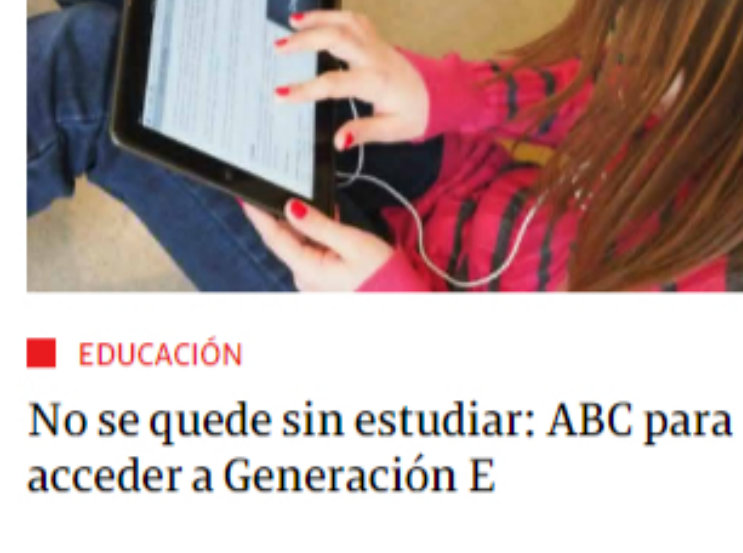 EDUCACIÓN
No se quede sin estudiar: ABC para
acceder a Generación E